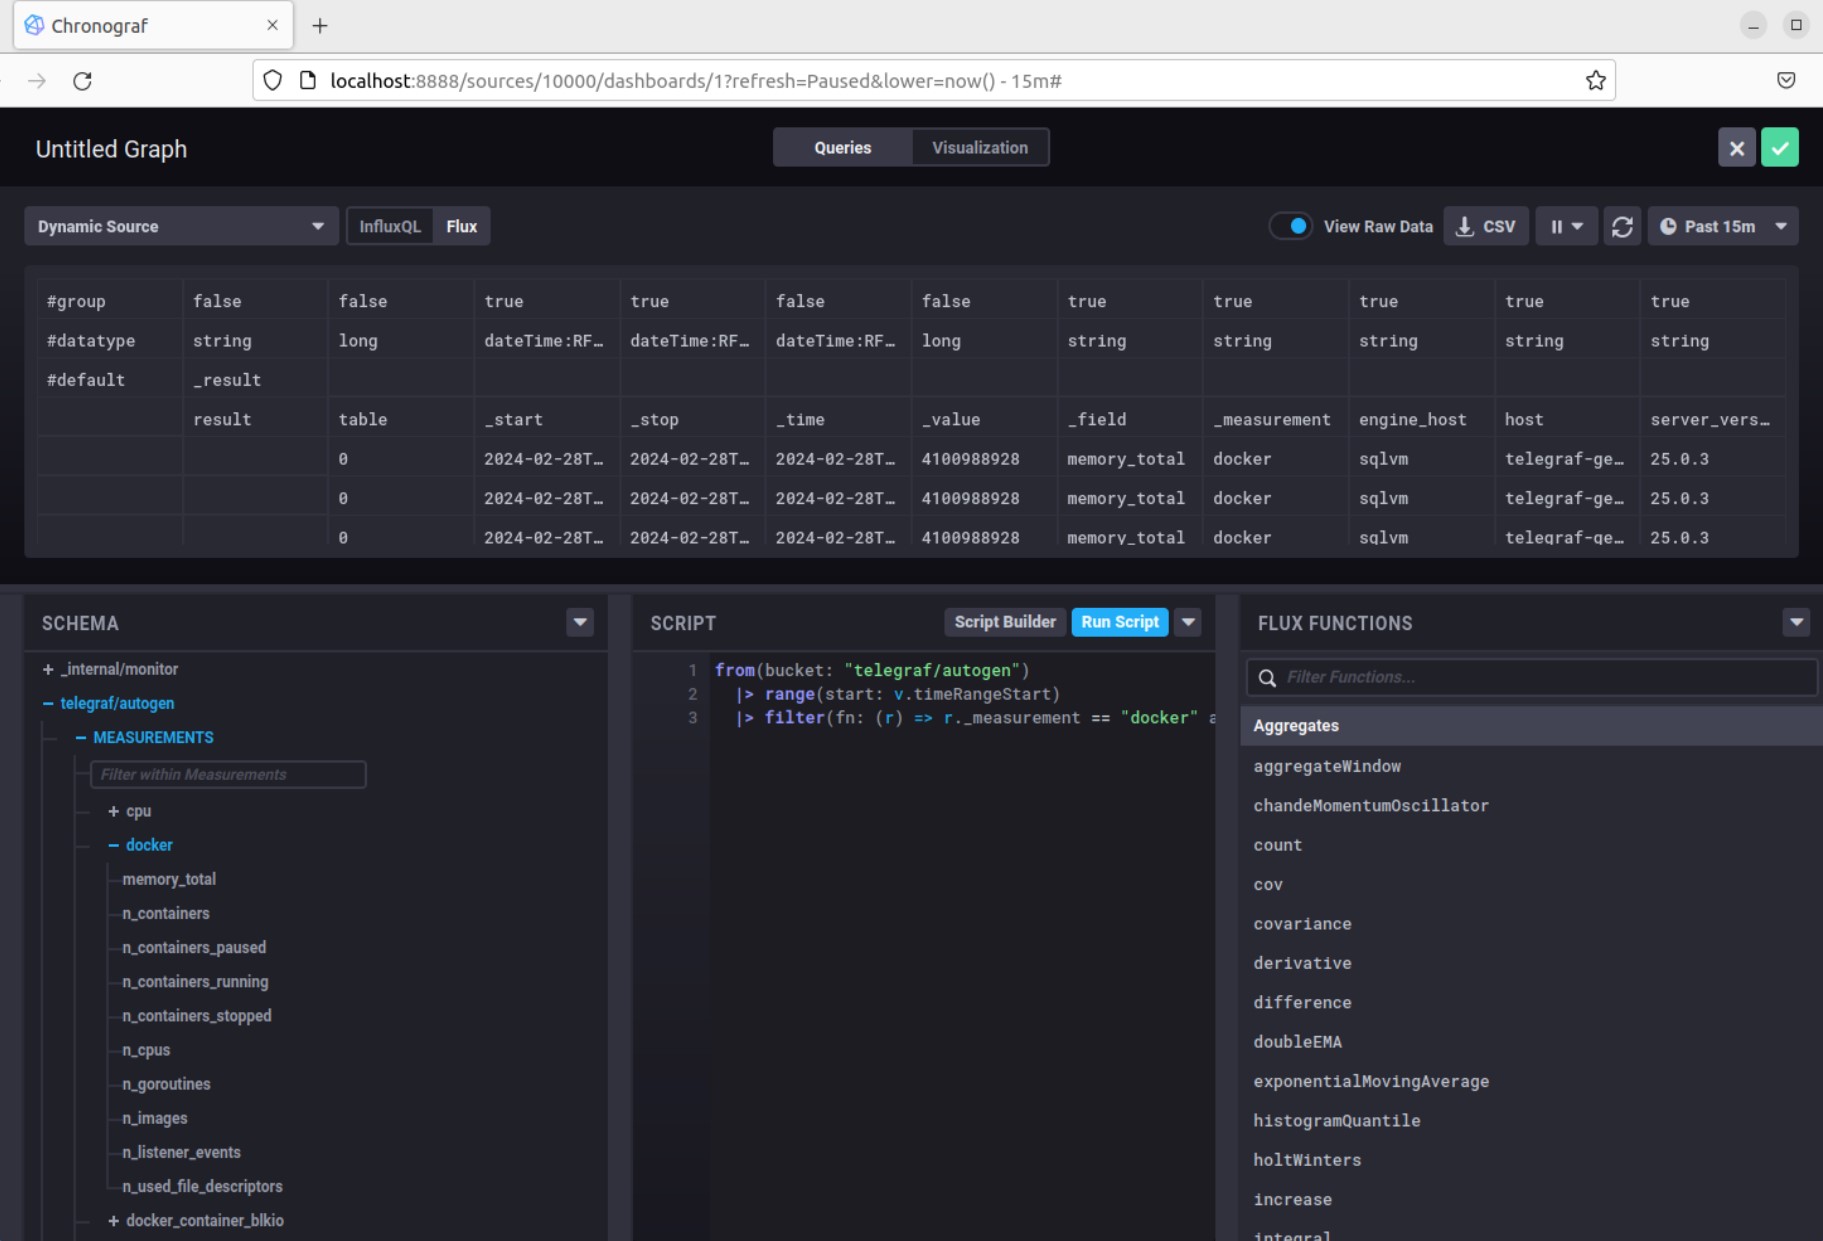 Chronograf
localhost:8888/sources/10000/dashboards/1?refresh=Paused&lower=now() - 15m#
Untitled Graph
Queries Visualization
Dynamic Source InfluxQL Flux View Raw Data CSV Past 15m
#group false false true true false false true true true true true
#datatype string long dateTime:RF… dateTime:RF… dateTime:RF… long string string string string string
#default _result
result table _start _stop _time _value _field _measurement engine_host host server_vers…
0 2024-02-28T… 2024-02-28T… 2024-02-28T… 4100988928 memory_total docker sqlvm telegraf-ge… 25.0.3
0 2024-02-28T… 2024-02-28T… 2024-02-28T… 4100988928 memory_total docker sqlvm telegraf-ge… 25.0.3
0 2024-02-28T… 2024-02-28T… 2024-02-28T… 4100988928 memory_total docker sqlvm telegraf-ge… 25.0.3
SCHEMA
+ _internal/monitor
− telegraf/autogen
− MEASUREMENTS
Filter within Measurements
+ cpu
− docker
memory_total
n_containers
n_containers_paused
n_containers_running
n_containers_stopped
n_cpus
n_goroutines
n_images
n_listener_events
n_used_file_descriptors
+ docker_container_blkio
SCRIPT Script Builder Run Script
1 from(bucket: "telegraf/autogen")
2 |> range(start: v.timeRangeStart)
3 |> filter(fn: (r) => r._measurement == "docker" a
FLUX FUNCTIONS
Filter Functions...
Aggregates
aggregateWindow
chandeMomentumOscillator
count
cov
covariance
derivative
difference
doubleEMA
exponentialMovingAverage
histogramQuantile
holtWinters
increase
integral